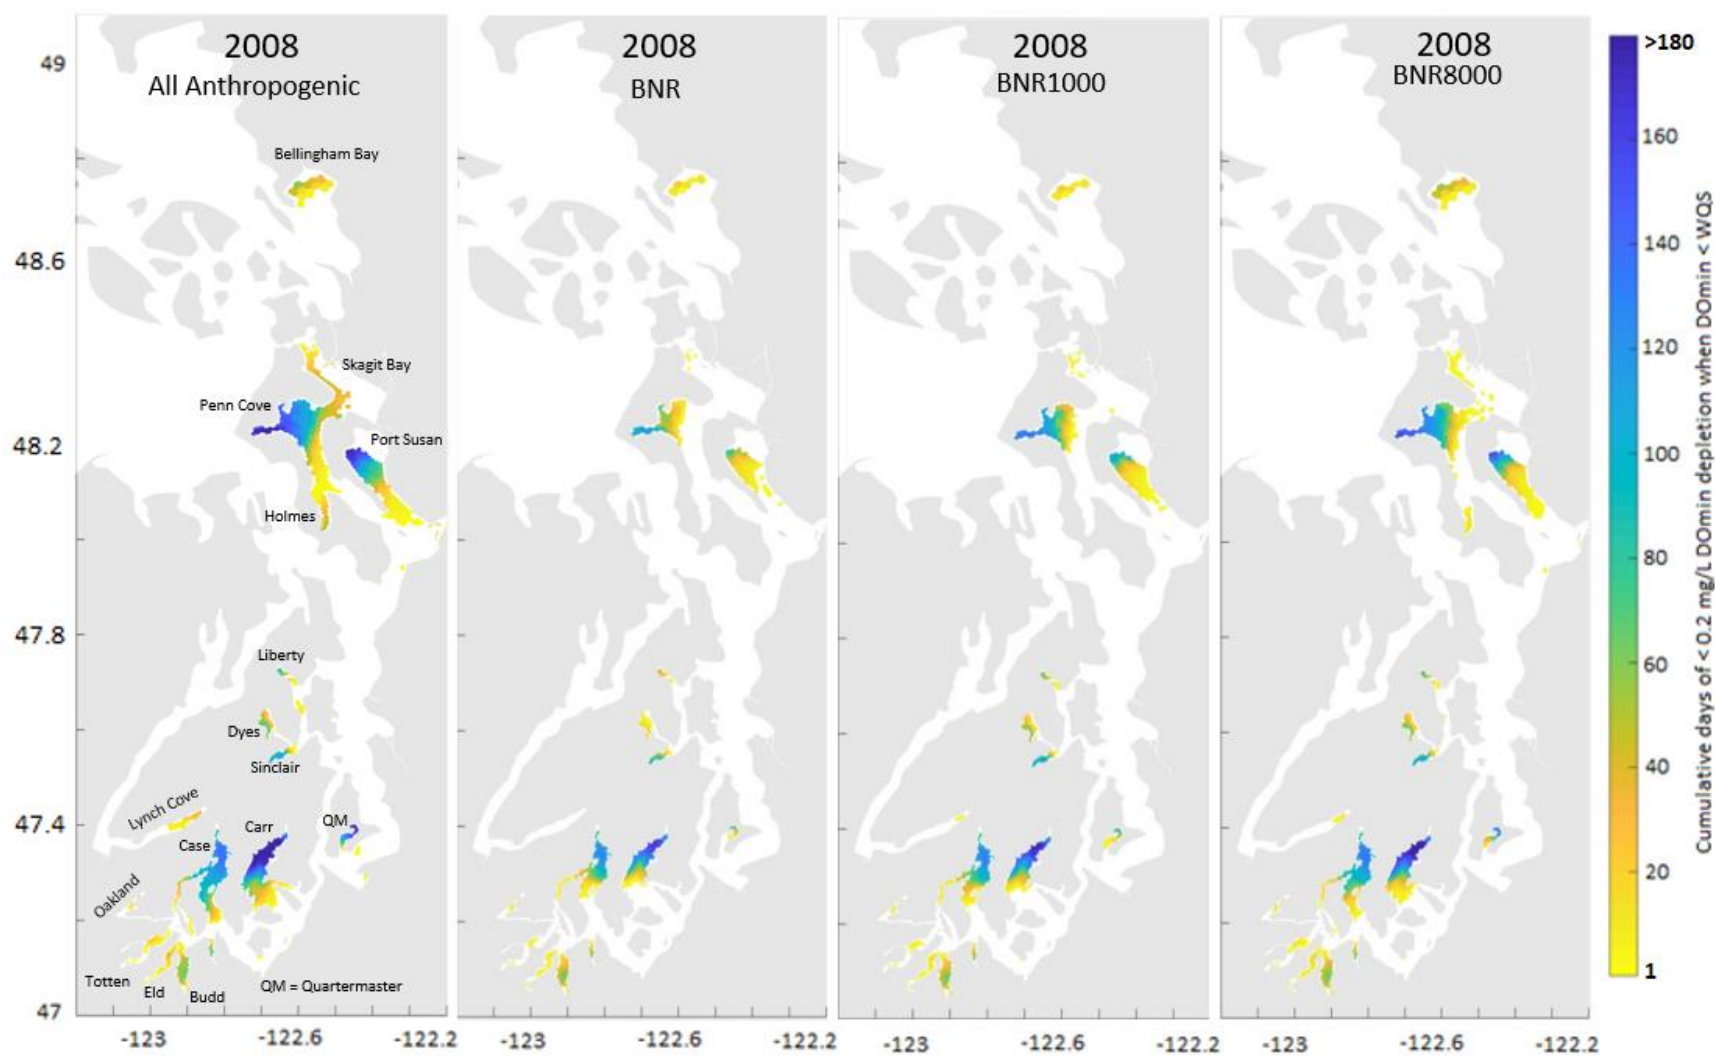 2008
All Anthropogenic
2008
BNR
2008
BNR1000
2008
BNR8000
49
48.6
48.2
47.8
47.4
47
Bellingham Bay
Skagit Bay
Penn Cove
Port Susan
Holmes
Liberty
Dyes
Sinclair
Lynch Cove
Carr
QM
Case
Oakland
Totten
Eld
Budd
QM = Quartermaster
-123
-122.6
-122.2
-123
-122.6
-122.2
-123
-122.6
-122.2
-123
-122.6
-122.2
>180
160
140
120
100
80
60
40
20
1
Cumulative days of < 0.2 mg/L DOmin depletion when DOmin < WQS